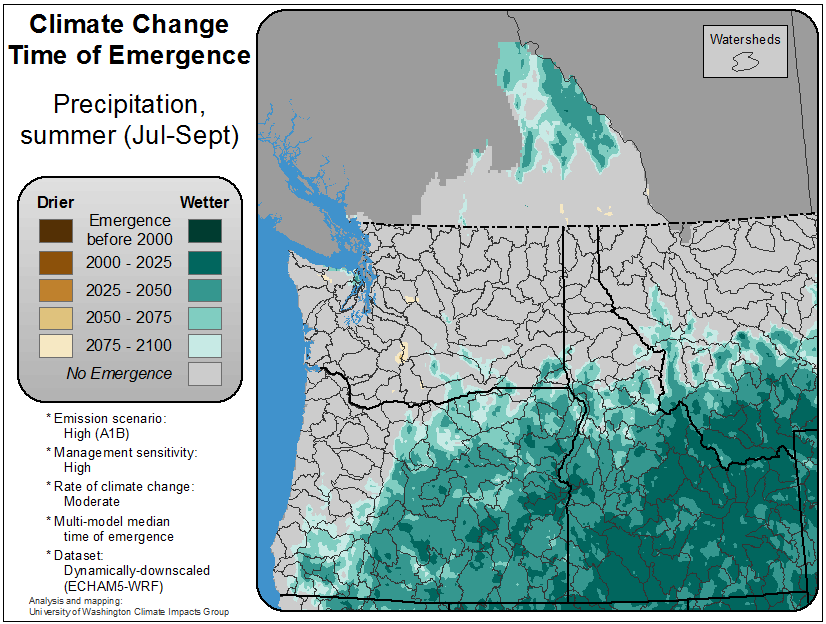 Climate Change
Time of Emergence
Precipitation,
summer (Jul-Sept)
Drier
Wetter
Emergence
before 2000
2000 - 2025
2025 - 2050
2050 - 2075
2075 - 2100
No Emergence
* Emission scenario:
High (A1B)
* Management sensitivity:
High
* Rate of climate change:
Moderate
* Multi-model median
time of emergence
* Dataset:
Dynamically-downscaled
(ECHAM5-WRF)
Analysis and mapping:
University of Washington Climate Impacts Group
Watersheds